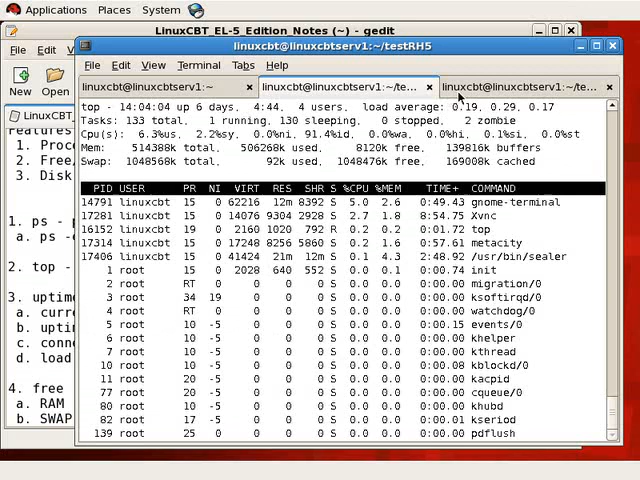 Applications Places System
LinuxCBT_EL-5_Edition_Notes (~) - gedit
File Edit
New Open
LinuxCBT_
Features
1. Proc
2. Free,
3. Disk
1. ps - p
a. ps -
2. top -
3. uptime
a. curre
b. uptin
c. conne
d. load
4. free
a. RAM
b. SWAP
linuxcbt@linuxcbtserv1:~/testRH5
File Edit View Terminal Tabs Help
linuxcbt@linuxcbtserv1:~ linuxcbt@linuxcbtserv1:~/te... linuxcbt@linuxcbtserv1:~/te...
top - 14:04:04 up 6 days, 4:44, 4 users, load average: 0.19, 0.29, 0.17
Tasks: 133 total, 1 running, 130 sleeping, 0 stopped, 2 zombie
Cpu(s): 6.3%us, 2.2%sy, 0.0%ni, 91.4%id, 0.0%wa, 0.0%hi, 0.1%si, 0.0%st
Mem: 514388k total, 506268k used, 8120k free, 139816k buffers
Swap: 1048568k total, 92k used, 1048476k free, 169008k cached
PID USER PR NI VIRT RES SHR S %CPU %MEM TIME+ COMMAND
14791 linuxcbt 15 0 62216 12m 8392 S 5.0 2.6 0:49.43 gnome-terminal
17281 linuxcbt 15 0 14076 9304 2928 S 2.7 1.8 8:54.75 Xvnc
16152 linuxcbt 19 0 2160 1020 792 R 0.2 0.2 0:01.72 top
17314 linuxcbt 15 0 17248 8256 5860 S 0.2 1.6 0:57.61 metacity
17406 linuxcbt 15 0 41424 21m 12m S 0.1 4.3 2:48.92 /usr/bin/sealer
1 root 15 0 2028 640 552 S 0.0 0.1 0:00.74 init
2 root RT 0 0 0 0 S 0.0 0.0 0:00.00 migration/0
3 root 34 19 0 0 0 S 0.0 0.0 0:00.00 ksoftirqd/0
4 root RT 0 0 0 0 S 0.0 0.0 0:00.00 watchdog/0
5 root 10 -5 0 0 0 S 0.0 0.0 0:00.15 events/0
6 root 10 -5 0 0 0 S 0.0 0.0 0:00.00 khelper
7 root 10 -5 0 0 0 S 0.0 0.0 0:00.00 kthread
10 root 10 -5 0 0 0 S 0.0 0.0 0:00.08 kblockd/0
11 root 20 -5 0 0 0 S 0.0 0.0 0:00.00 kacpid
77 root 20 -5 0 0 0 S 0.0 0.0 0:00.00 cqueue/0
80 root 10 -5 0 0 0 S 0.0 0.0 0:00.00 khubd
82 root 17 -5 0 0 0 S 0.0 0.0 0:00.01 kseriod
139 root 25 0 0 0 0 S 0.0 0.0 0:00.00 pdflush